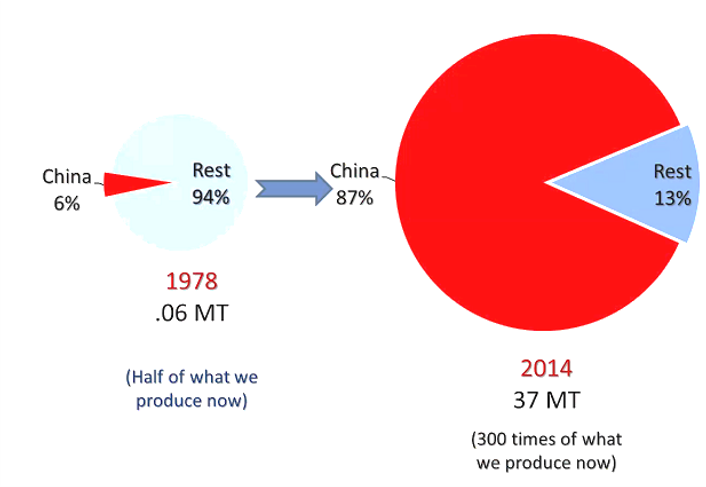 China
6%
Rest
94%
1978
.06 MT
(Half of what we
produce now)
China
87%
Rest
13%
2014
37 MT
(300 times of what
we produce now)